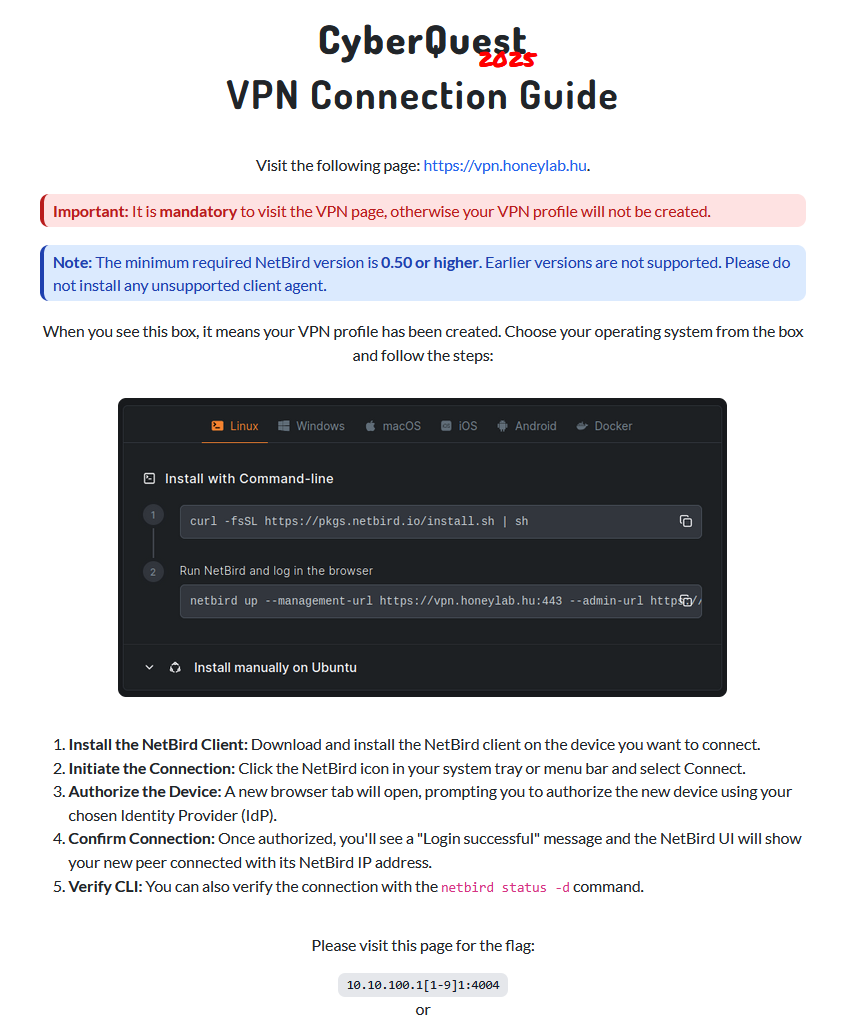 CyberQuest
2025
VPN Connection Guide
Visit the following page: https://vpn.honeylab.hu.
Important: It is mandatory to visit the VPN page, otherwise your VPN profile will not be created.
Note: The minimum required NetBird version is 0.50 or higher. Earlier versions are not supported. Please do
not install any unsupported client agent.
When you see this box, it means your VPN profile has been created. Choose your operating system from the box
and follow the steps:
Linux Windows macOS iOS Android Docker
Install with Command-line
1 curl -fsSL https://pkgs.netbird.io/install.sh | sh
2 Run NetBird and log in the browser
netbird up --management-url https://vpn.honeylab.hu:443 --admin-url https://
Install manually on Ubuntu
1. Install the NetBird Client: Download and install the NetBird client on the device you want to connect.
2. Initiate the Connection: Click the NetBird icon in your system tray or menu bar and select Connect.
3. Authorize the Device: A new browser tab will open, prompting you to authorize the new device using your
chosen Identity Provider (IdP).
4. Confirm Connection: Once authorized, you'll see a "Login successful" message and the NetBird UI will show
your new peer connected with its NetBird IP address.
5. Verify CLI: You can also verify the connection with the netbird status -d command.
Please visit this page for the flag:
10.10.100.1[1-9]1:4004
or